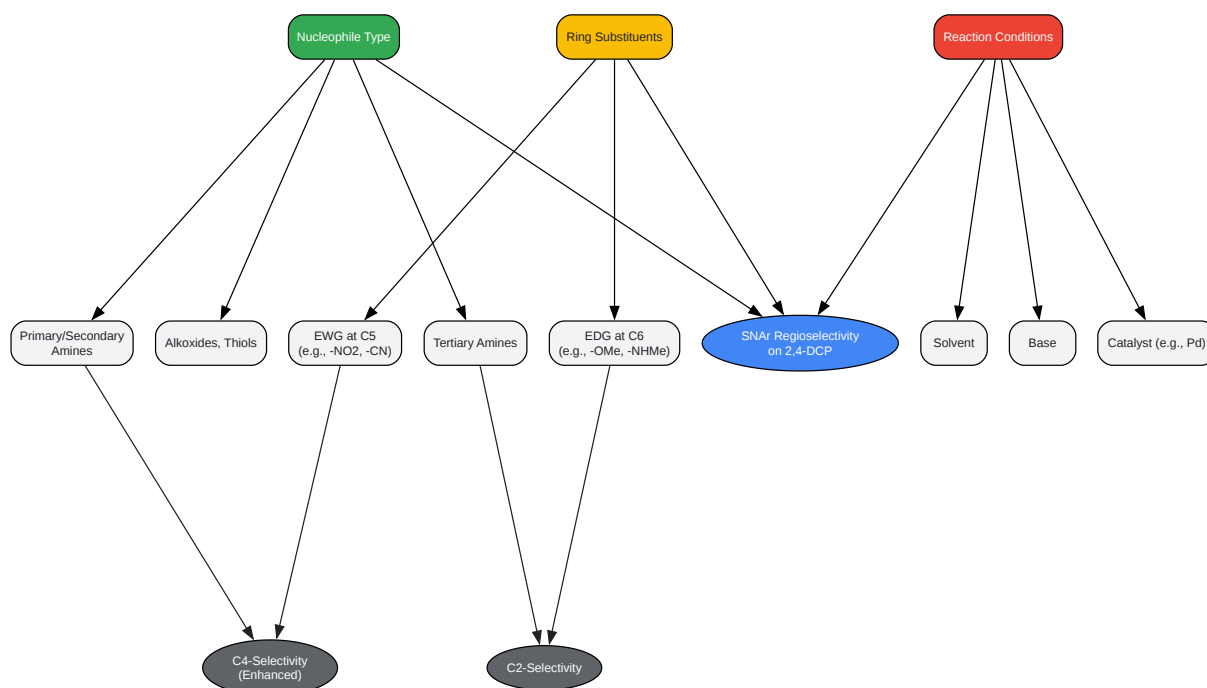 Nucleophile Type
Ring Substituents
Reaction Conditions
Primary/Secondary
Amines
Alkoxides, Thiols
EWG at C5
(e.g., -NO2, -CN)
Tertiary Amines
EDG at C6
(e.g., -OMe, -NHMe)
SNAr Regioselectivity
on 2,4-DCP
Solvent
Base
Catalyst (e.g., Pd)
C4-Selectivity
(Enhanced)
C2-Selectivity